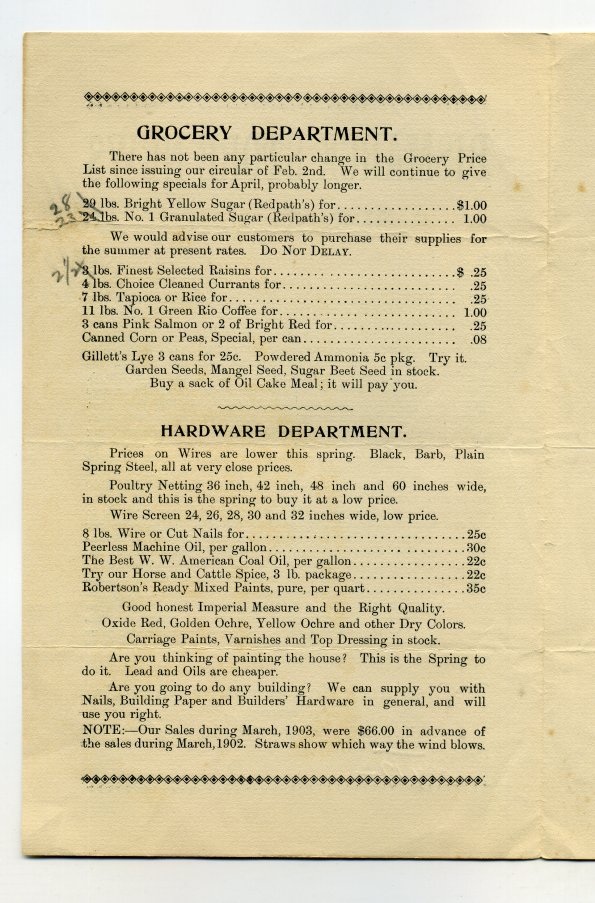 GROCERY DEPARTMENT.
There has not been any particular change in the Grocery Price
List since issuing our circular of Feb. 2nd. We will continue to give
the following specials for April, probably longer.
28
29 lbs. Bright Yellow Sugar (Redpath's) for....................$1.00
23
24 lbs. No. 1 Granulated Sugar (Redpath's) for............... 1.00
We would advise our customers to purchase their supplies for
the summer at present rates. DO NOT DELAY.
2 1/2
3 lbs. Finest Selected Raisins for..............................$ .25
4 lbs. Choice Cleaned Currants for............................ .25
7 lbs. Tapioca or Rice for..................................... .25
11 lbs. No. 1 Green Rio Coffee for............................ 1.00
3 cans Pink Salmon or 2 of Bright Red for.................... .25
Canned Corn or Peas, Special, per can........................ .08
Gillett's Lye 3 cans for 25c. Powdered Ammonia 5c pkg. Try it.
Garden Seeds, Mangel Seed, Sugar Beet Seed in stock.
Buy a sack of Oil Cake Meal; it will pay you.
HARDWARE DEPARTMENT.
Prices on Wires are lower this spring. Black, Barb, Plain
Spring Steel, all at very close prices.
Poultry Netting 36 inch, 42 inch, 48 inch and 60 inches wide,
in stock and this is the spring to buy it at a low price.
Wire Screen 24, 26, 28, 30 and 32 inches wide, low price.
8 lbs. Wire or Cut Nails for....................................25c
Peerless Machine Oil, per gallon................................30c
The Best W. W. American Coal Oil, per gallon..................22c
Try our Horse and Cattle Spice, 3 lb. package..................22c
Robertson's Ready Mixed Paints, pure, per quart................35c
Good honest Imperial Measure and the Right Quality.
Oxide Red, Golden Ochre, Yellow Ochre and other Dry Colors.
Carriage Paints, Varnishes and Top Dressing in stock.
Are you thinking of painting the house? This is the Spring to
do it. Lead and Oils are cheaper.
Are you going to do any building? We can supply you with
Nails, Building Paper and Builders' Hardware in general, and will
use you right.
NOTE:—Our Sales during March, 1903, were $66.00 in advance of
the sales during March, 1902. Straws show which way the wind blows.